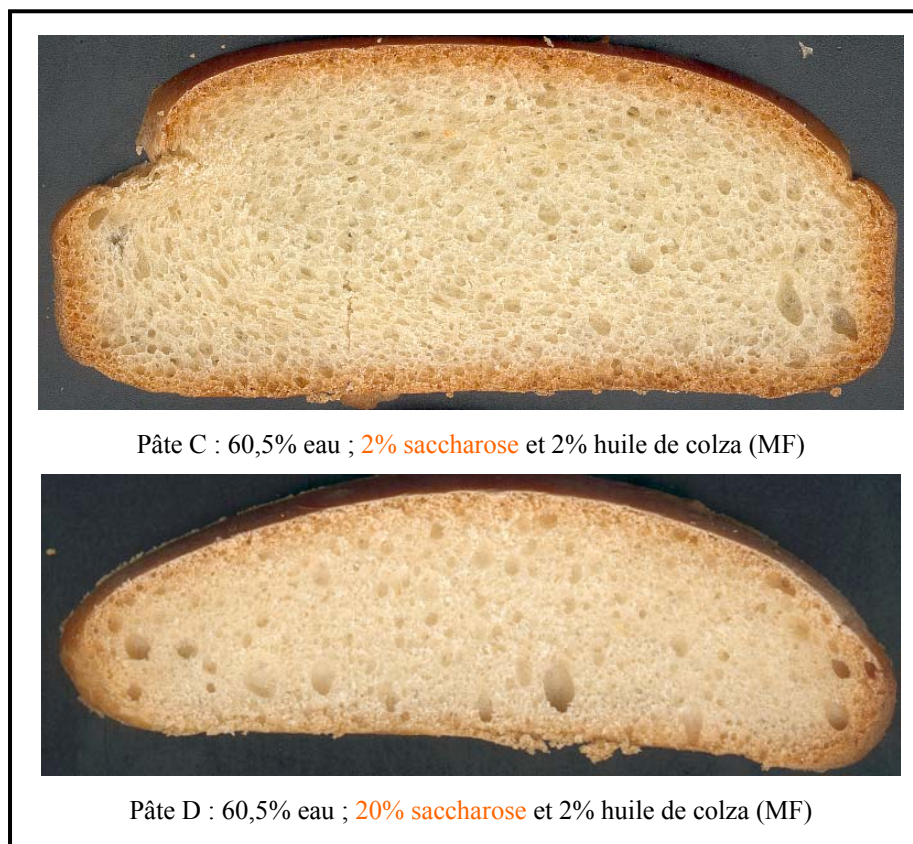 Pâte C : 60,5% eau ; 2% saccharose et 2% huile de colza (MF)
Pâte D : 60,5% eau ; 20% saccharose et 2% huile de colza (MF)